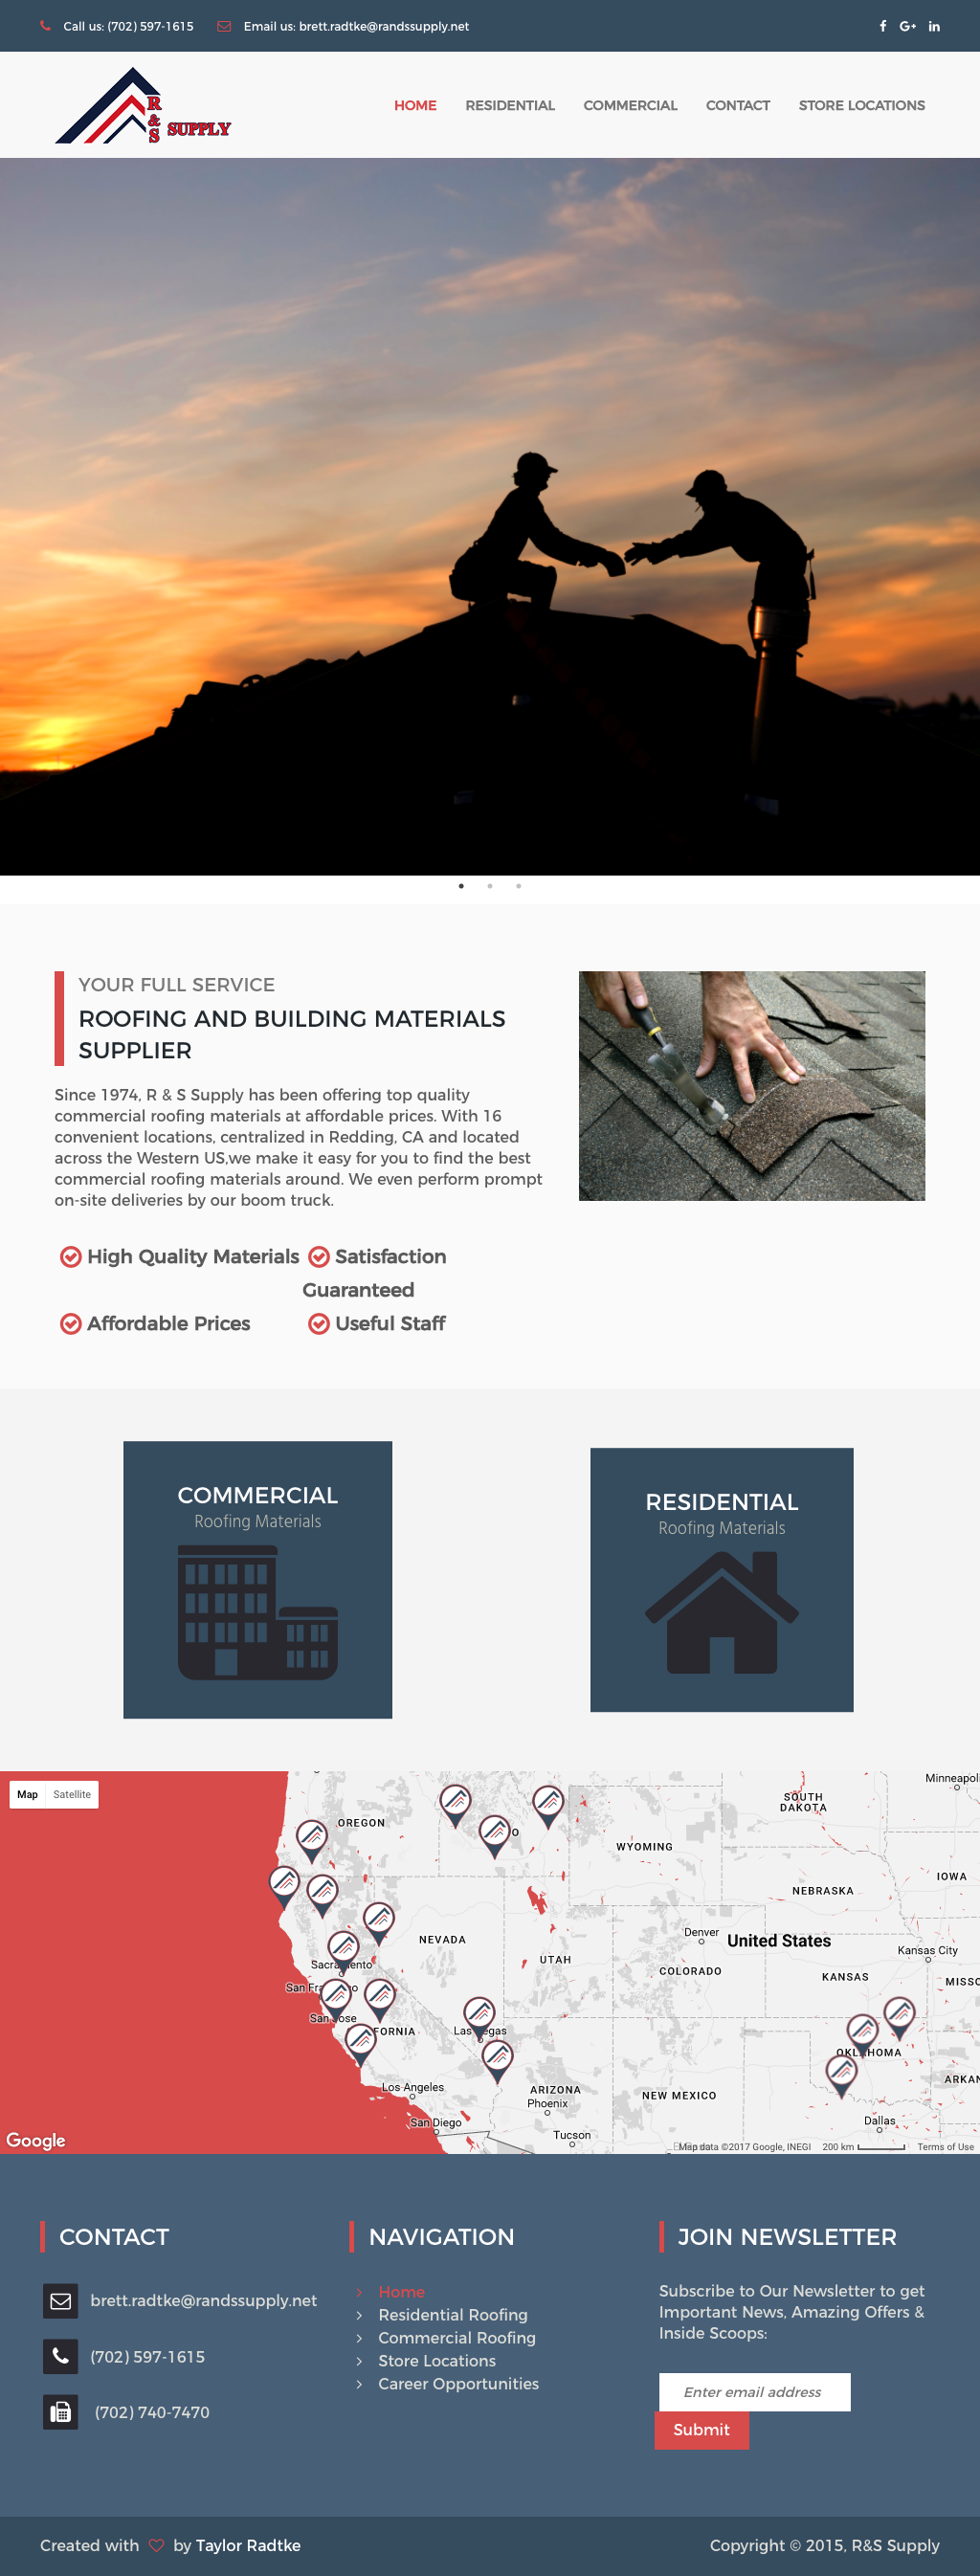 Call us: (702) 597-1615 Email us: brett.radtke@randssupply.net
R & S SUPPLY
HOME RESIDENTIAL COMMERCIAL CONTACT STORE LOCATIONS
YOUR FULL SERVICE
ROOFING AND BUILDING MATERIALS
SUPPLIER
Since 1974, R & S Supply has been offering top quality
commercial roofing materials at affordable prices. With 16
convenient locations, centralized in Redding, CA and located
across the Western US,we make it easy for you to find the best
commercial roofing materials around. We even perform prompt
on-site deliveries by our boom truck.
High Quality Materials Satisfaction
Guaranteed
Affordable Prices Useful Staff
COMMERCIAL
Roofing Materials
RESIDENTIAL
Roofing Materials
Map Satellite
Minneapoli
SOUTH
DAKOTA
OREGON
WYOMING
IOWA
NEBRASKA
Denver
United States
NEVADA
Kansas City
UTAH
COLORADO
KANSAS
MISSO
San Jose
Las Vegas
OKLAHOMA
ARKAN
Los Angeles
ARIZONA
NEW MEXICO
Phoenix
San Diego
Dallas
Tucson
Google
Map data ©2017 Google, INEGI 200 km Terms of Use
CONTACT
brett.radtke@randssupply.net
(702) 597-1615
(702) 740-7470
NAVIGATION
Home
Residential Roofing
Commercial Roofing
Store Locations
Career Opportunities
JOIN NEWSLETTER
Subscribe to Our Newsletter to get
Important News, Amazing Offers &
Inside Scoops:
Enter email address
Submit
Created with by Taylor Radtke
Copyright © 2015, R&S Supply